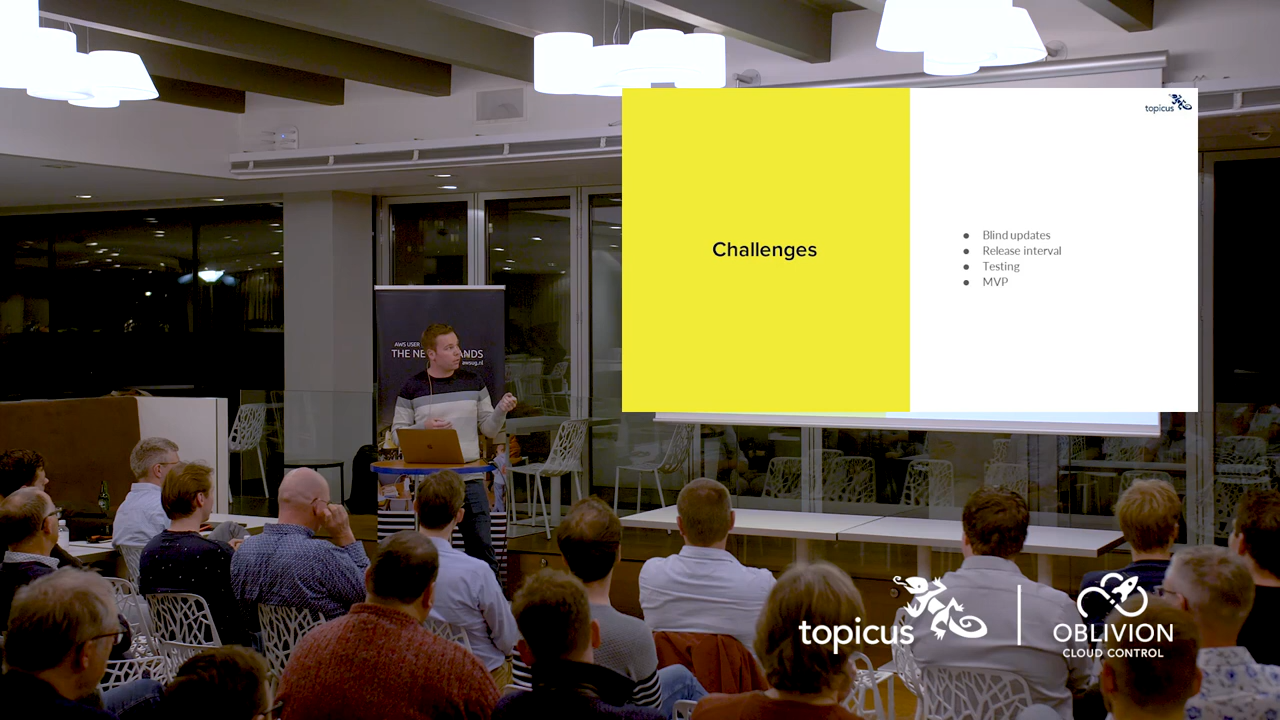 topicus
Challenges
Blind updates
Release interval
Testing
MVP
AWS USER
THE NE ANDS
awsug.nl
topicus
OBLIVION
CLOUD CONTROL